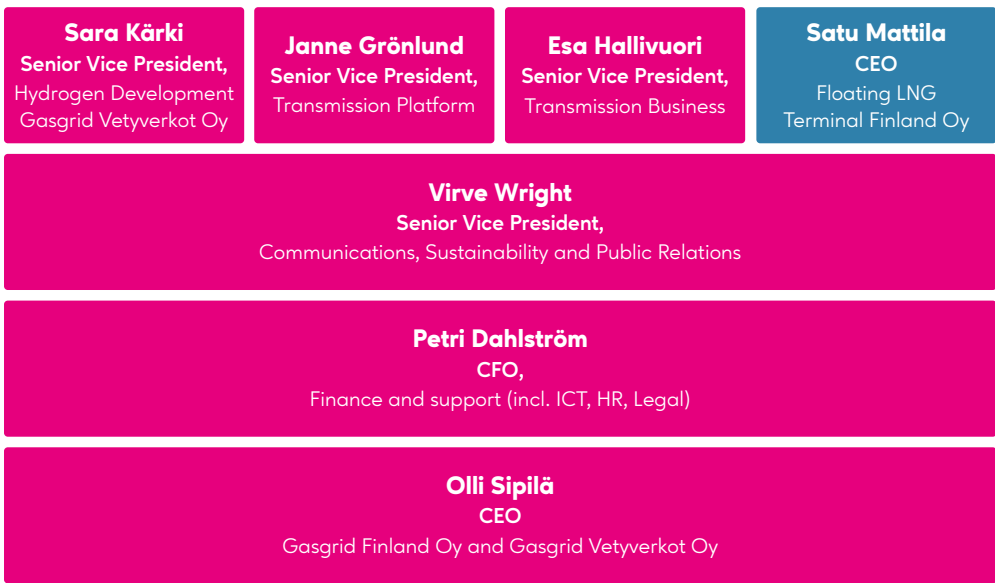 Sara Kärki
Senior Vice President,
Hydrogen Development
Gasgrid Vetyverkot Oy
Janne Grönlund
Senior Vice President,
Transmission Platform
Esa Hallivuori
Senior Vice President,
Transmission Business
Satu Mattila
CEO
Floating LNG
Terminal Finland Oy
Virve Wright
Senior Vice President,
Communications, Sustainability and Public Relations
Petri Dahlström
CFO,
Finance and support (incl. ICT, HR, Legal)
Olli Sipilä
CEO
Gasgrid Finland Oy and Gasgrid Vetyverkot Oy